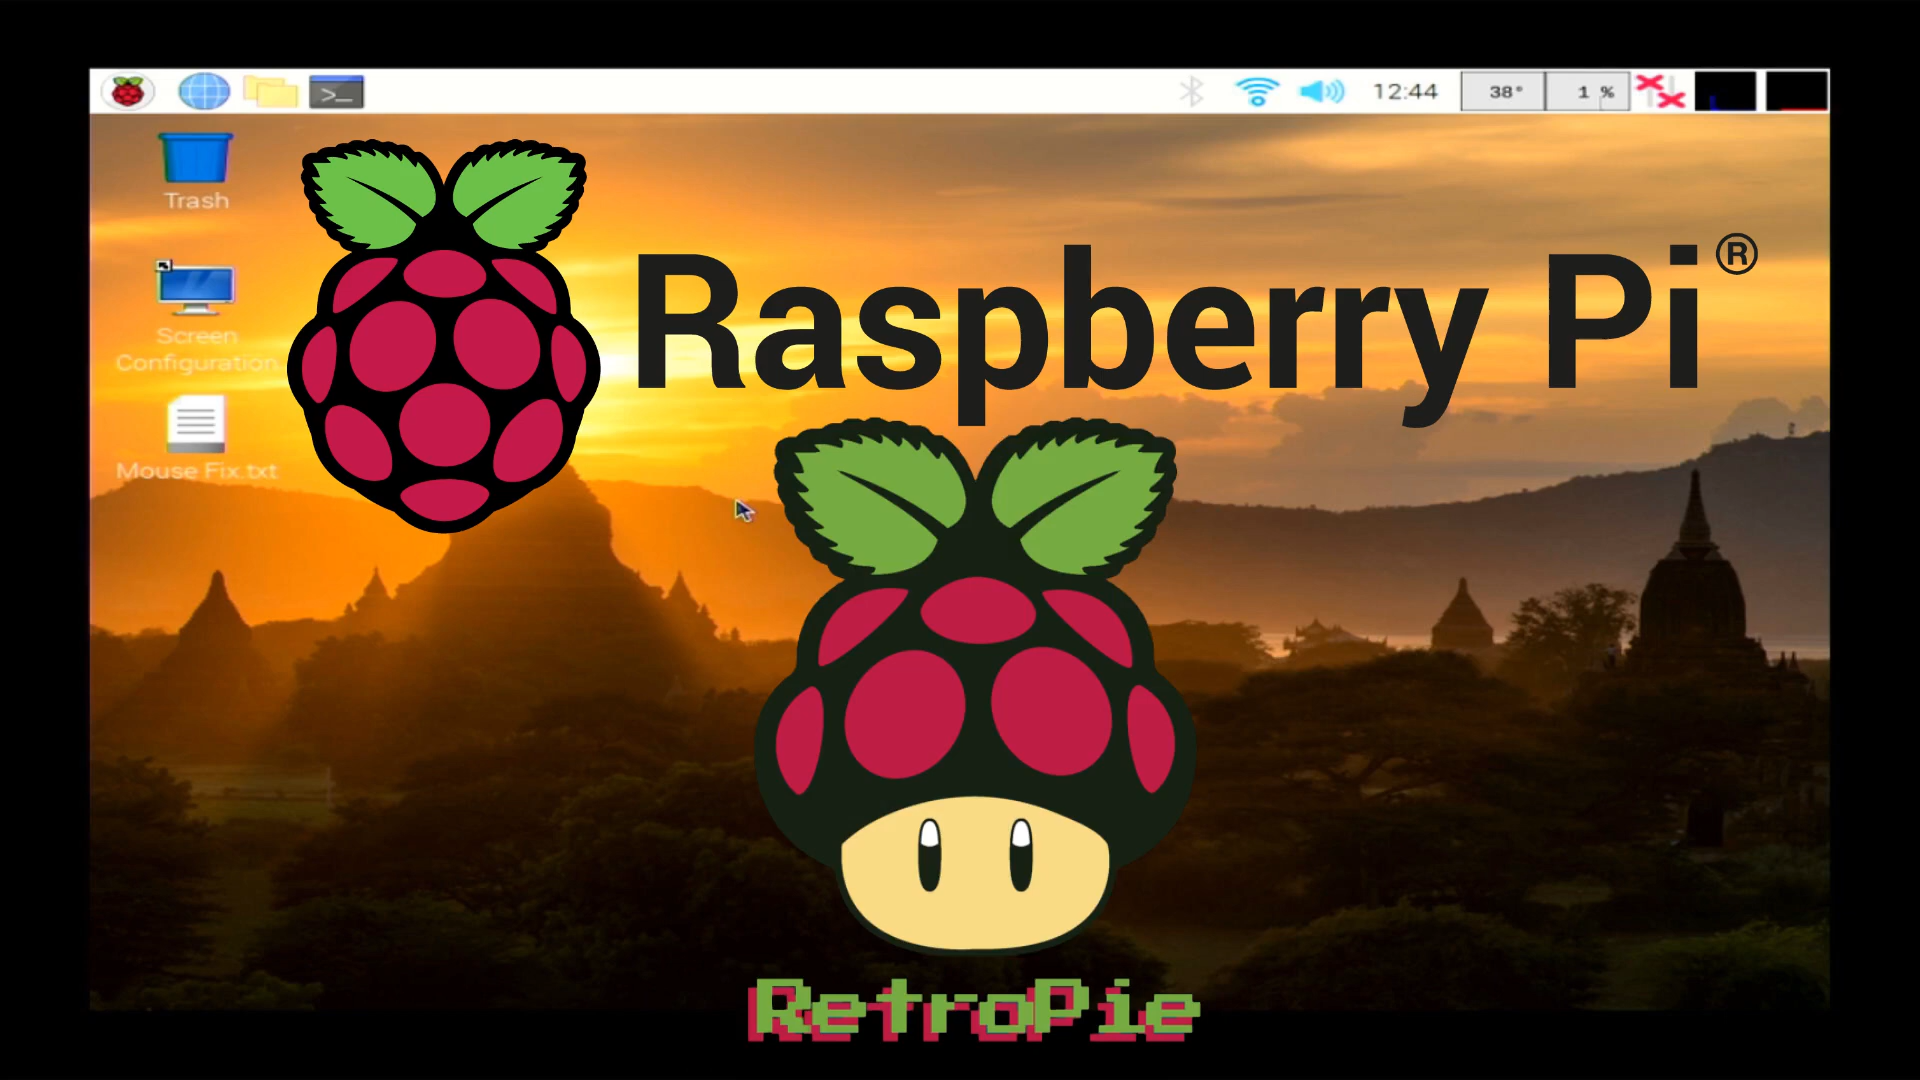 >_
12:44
38°
1 %
Trash
Screen
Configuration
Mouse Fix.txt
Raspberry Pi®
RetroPie